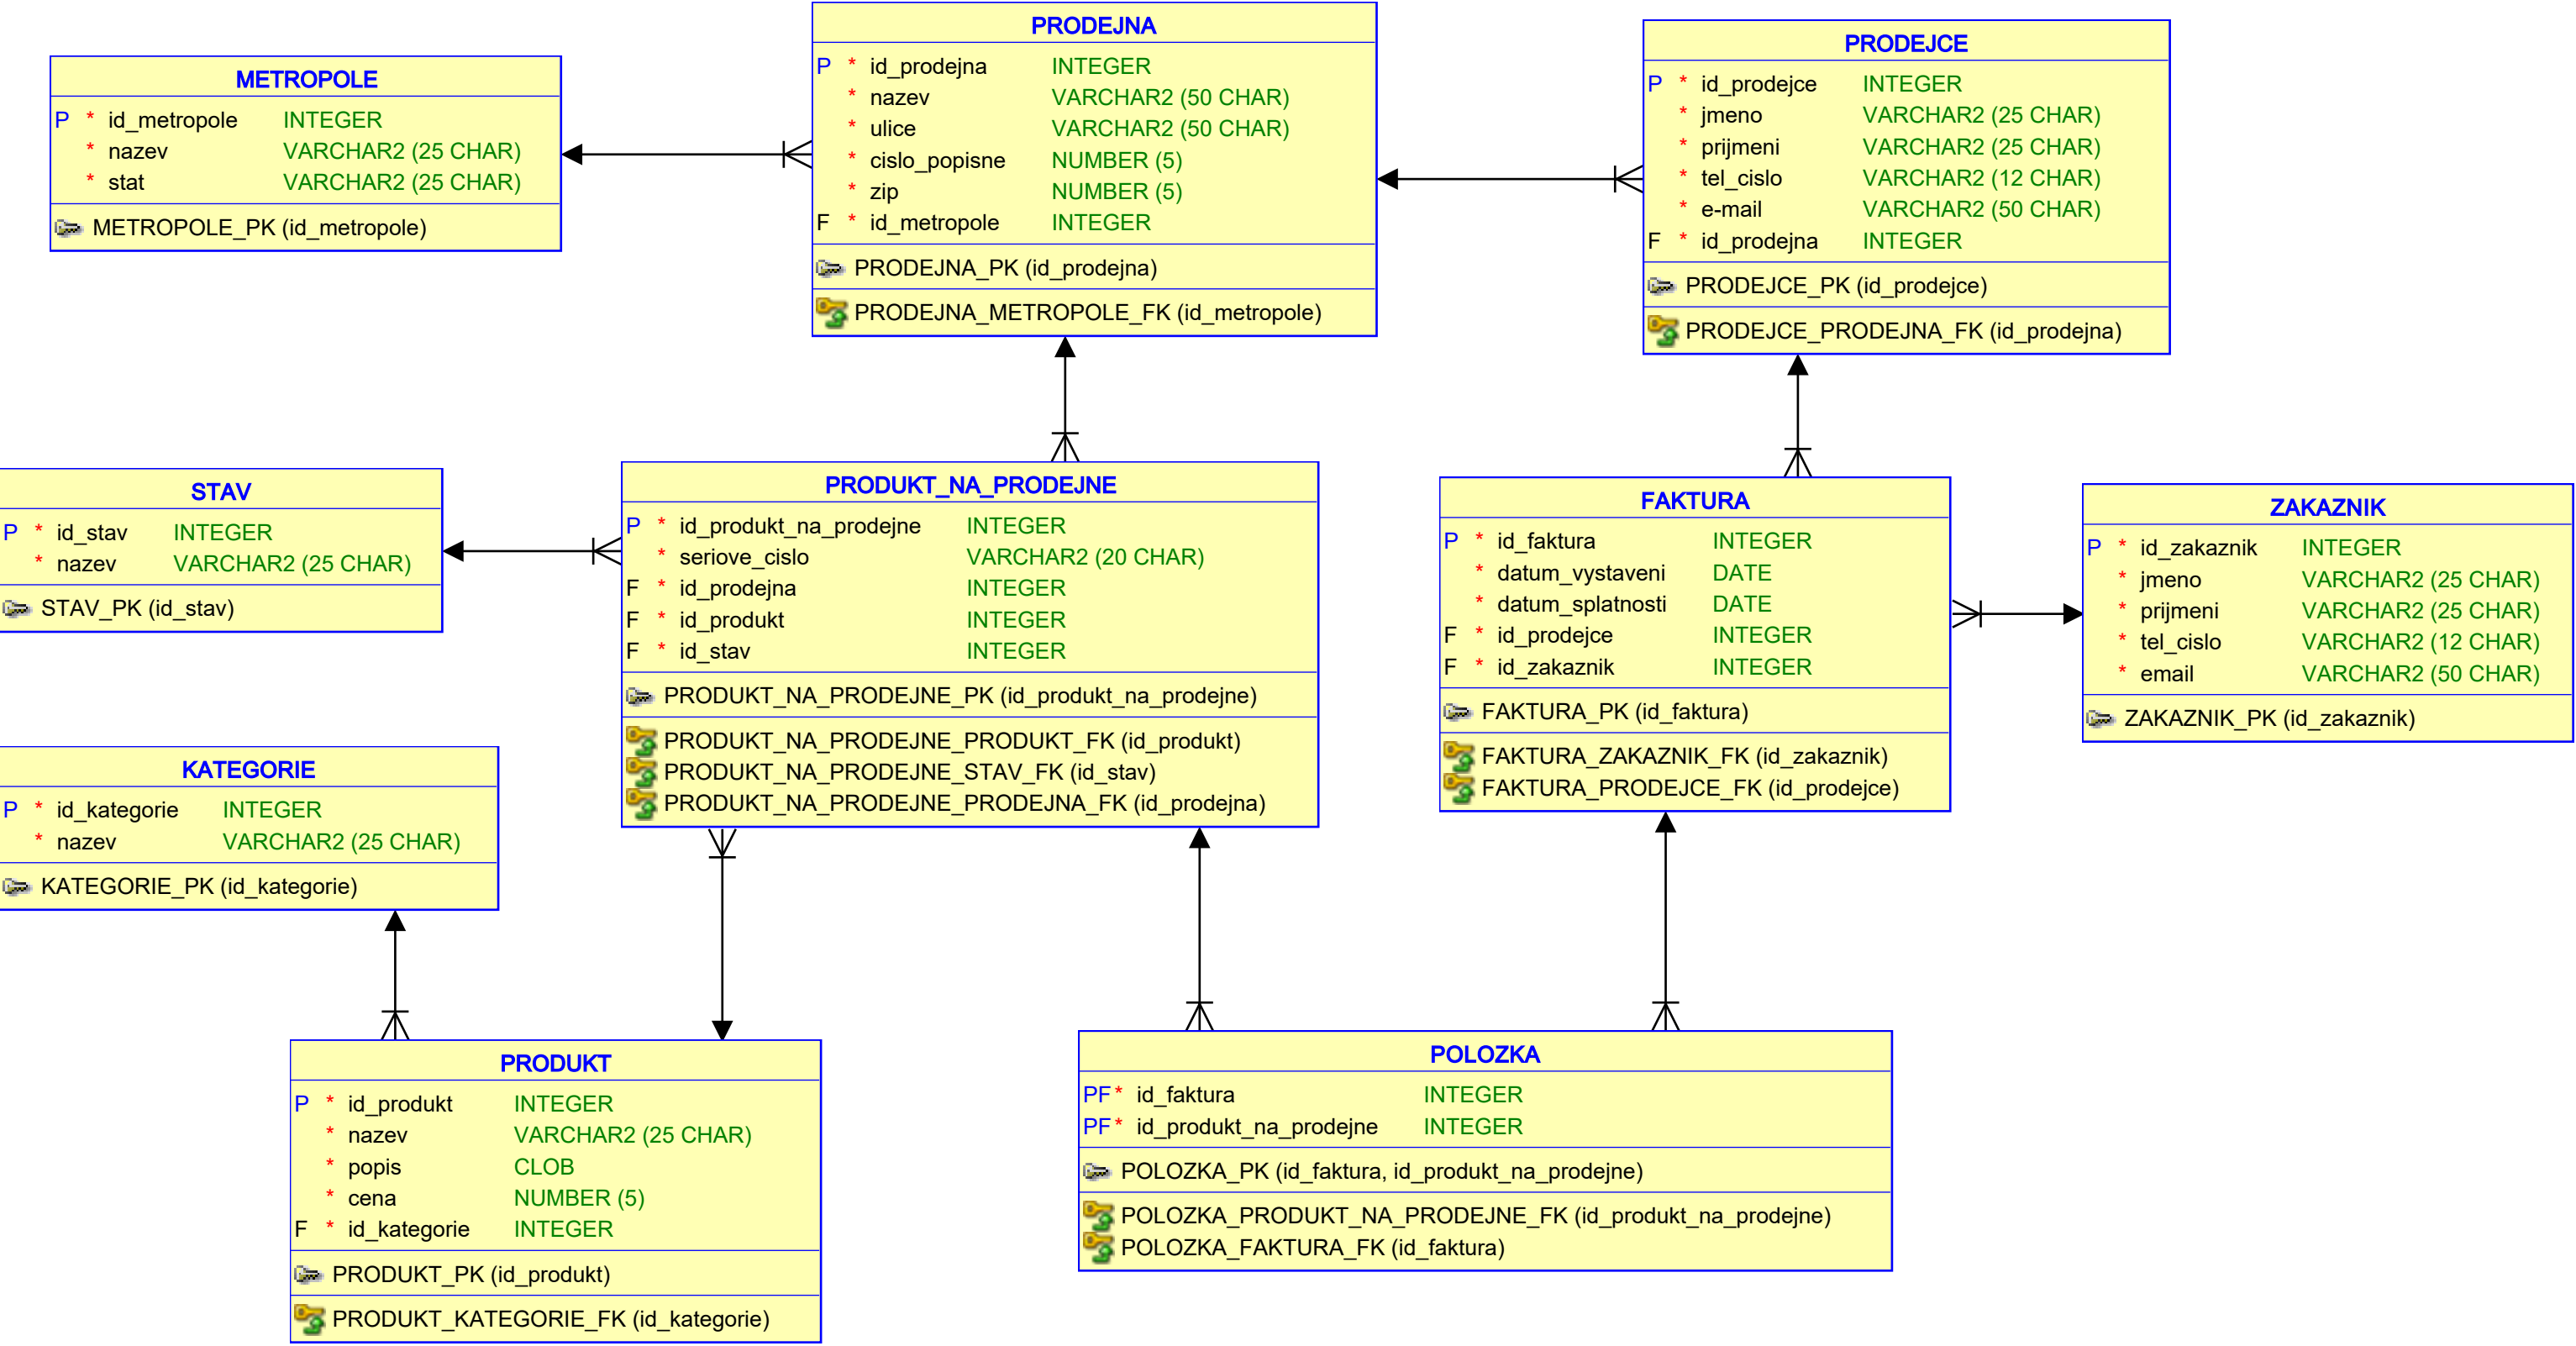 METROPOLE
P * id_metropole INTEGER
* nazev VARCHAR2 (25 CHAR)
* stat VARCHAR2 (25 CHAR)
METROPOLE_PK (id_metropole)
PRODEJNA
P * id_prodejna INTEGER
* nazev VARCHAR2 (50 CHAR)
* ulice VARCHAR2 (50 CHAR)
* cislo_popisne NUMBER (5)
* zip NUMBER (5)
F * id_metropole INTEGER
PRODEJNA_PK (id_prodejna)
PRODEJNA_METROPOLE_FK (id_metropole)
PRODEJCE
P * id_prodejce INTEGER
* jmeno VARCHAR2 (25 CHAR)
* prijmeni VARCHAR2 (25 CHAR)
* tel_cislo VARCHAR2 (12 CHAR)
* e-mail VARCHAR2 (50 CHAR)
F * id_prodejna INTEGER
PRODEJCE_PK (id_prodejce)
PRODEJCE_PRODEJNA_FK (id_prodejna)
STAV
P * id_stav INTEGER
* nazev VARCHAR2 (25 CHAR)
STAV_PK (id_stav)
PRODUKT_NA_PRODEJNE
P * id_produkt_na_prodejne INTEGER
* seriove_cislo VARCHAR2 (20 CHAR)
F * id_prodejna INTEGER
F * id_produkt INTEGER
F * id_stav INTEGER
PRODUKT_NA_PRODEJNE_PK (id_produkt_na_prodejne)
PRODUKT_NA_PRODEJNE_PRODUKT_FK (id_produkt)
PRODUKT_NA_PRODEJNE_STAV_FK (id_stav)
PRODUKT_NA_PRODEJNE_PRODEJNA_FK (id_prodejna)
FAKTURA
P * id_faktura INTEGER
* datum_vystaveni DATE
* datum_splatnosti DATE
F * id_prodejce INTEGER
F * id_zakaznik INTEGER
FAKTURA_PK (id_faktura)
FAKTURA_ZAKAZNIK_FK (id_zakaznik)
FAKTURA_PRODEJCE_FK (id_prodejce)
ZAKAZNIK
P * id_zakaznik INTEGER
* jmeno VARCHAR2 (25 CHAR)
* prijmeni VARCHAR2 (25 CHAR)
* tel_cislo VARCHAR2 (12 CHAR)
* email VARCHAR2 (50 CHAR)
ZAKAZNIK_PK (id_zakaznik)
KATEGORIE
P * id_kategorie INTEGER
* nazev VARCHAR2 (25 CHAR)
KATEGORIE_PK (id_kategorie)
PRODUKT
P * id_produkt INTEGER
* nazev VARCHAR2 (25 CHAR)
* popis CLOB
* cena NUMBER (5)
F * id_kategorie INTEGER
PRODUKT_PK (id_produkt)
PRODUKT_KATEGORIE_FK (id_kategorie)
POLOZKA
PF * id_faktura INTEGER
PF * id_produkt_na_prodejne INTEGER
POLOZKA_PK (id_faktura, id_produkt_na_prodejne)
POLOZKA_PRODUKT_NA_PRODEJNE_FK (id_produkt_na_prodejne)
POLOZKA_FAKTURA_FK (id_faktura)